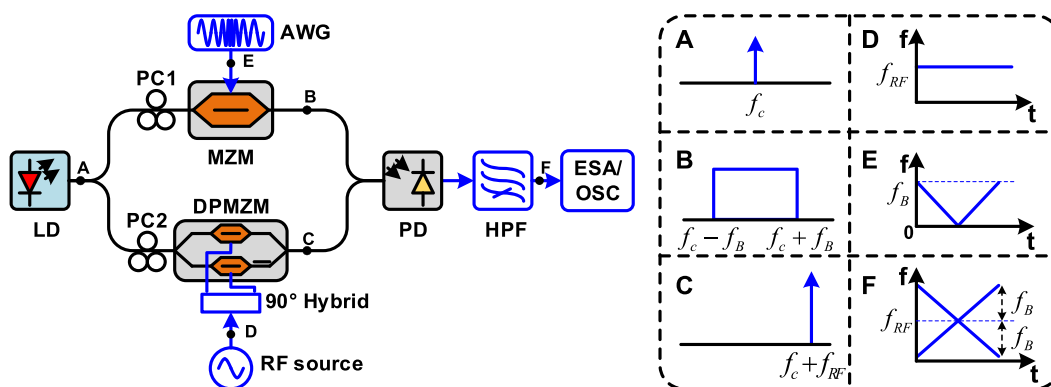 AWG
PC1
E
B
MZM
A
LD
PC2
DPMZM
C
PD
HPF
F
ESA/
OSC
90° Hybrid
D
RF source
A
f_c
D
f
f_RF
t
B
f_c − f_B
f_c + f_B
E
f
f_B
0
t
C
f_c + f_RF
F
f
f_RF
f_B
f_B
t